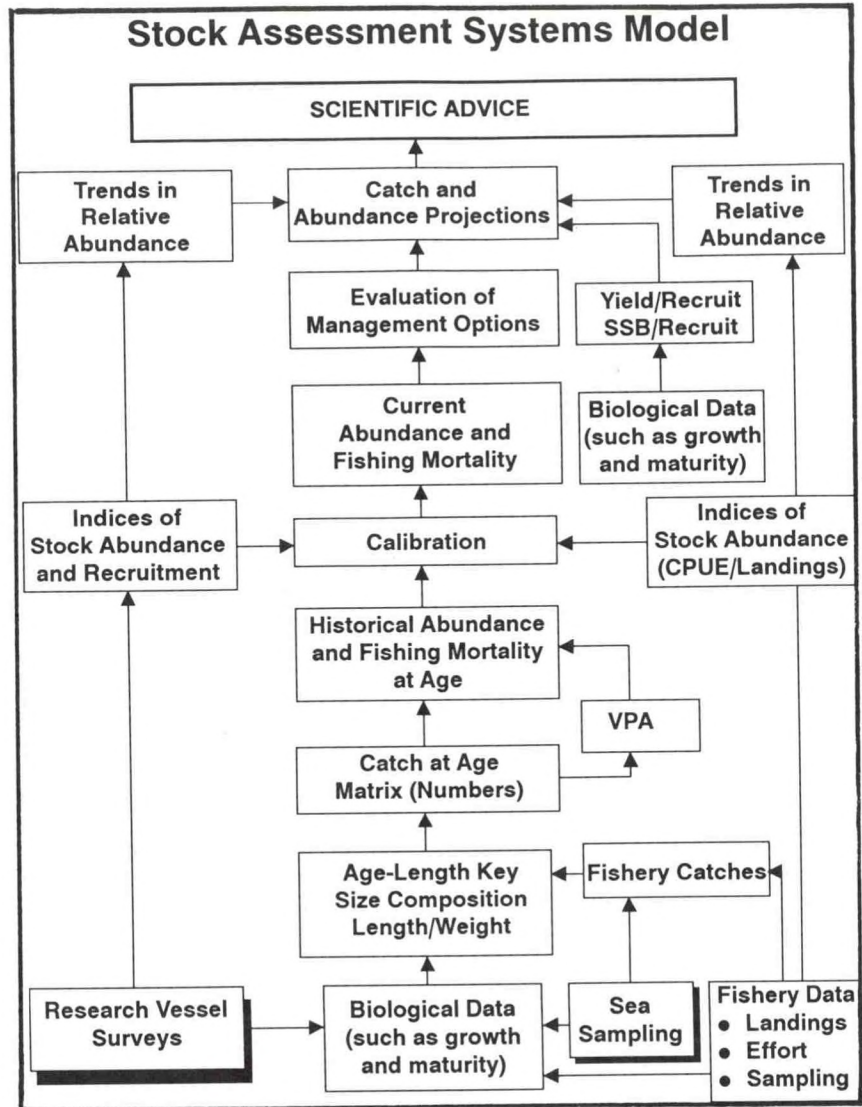 Stock Assessment Systems Model
SCIENTIFIC ADVICE
Trends in
Relative
Abundance
Catch and
Abundance Projections
Trends in
Relative
Abundance
Evaluation of
Management Options
Yield/Recruit
SSB/Recruit
Current
Abundance and
Fishing Mortality
Biological Data
(such as growth
and maturity)
Indices of
Stock Abundance
and Recruitment
Calibration
Indices of
Stock Abundance
(CPUE/Landings)
Historical Abundance
and Fishing Mortality
at Age
VPA
Catch at Age
Matrix (Numbers)
Age-Length Key
Size Composition
Length/Weight
Fishery Catches
Research Vessel
Surveys
Biological Data
(such as growth
and maturity)
Sea
Sampling
Fishery Data
● Landings
● Effort
● Sampling